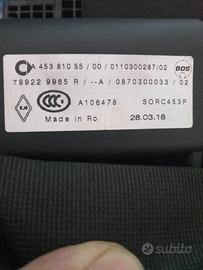 A 453 810 55 / 00 / 0110300287/02
BOS
79922 9965 R / --A / 0870300033 / 02
A106478
SORC453P
Made in Ro
28.03.18
subito